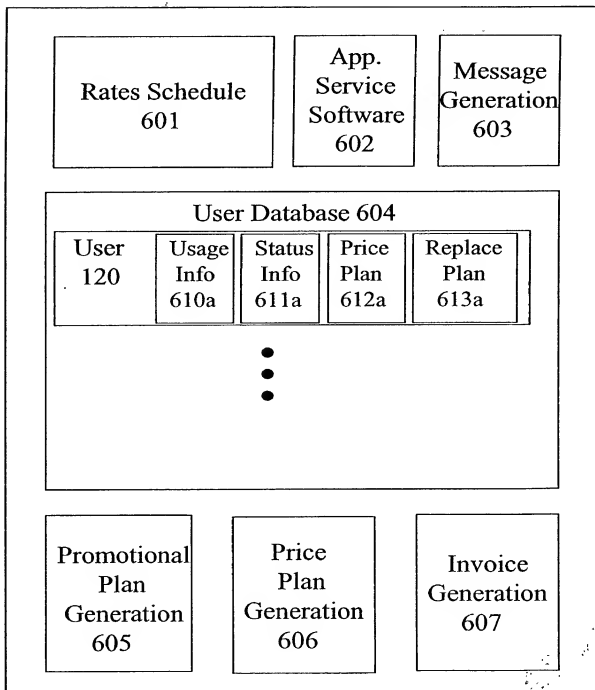 Rates Schedule
601
App.
Service
Software
602
Message
Generation
603
User Database 604
User
120
Usage
Info
610a
Status
Info
611a
Price
Plan
612a
Replace
Plan
613a
Promotional
Plan
Generation
605
Price
Plan
Generation
606
Invoice
Generation
607